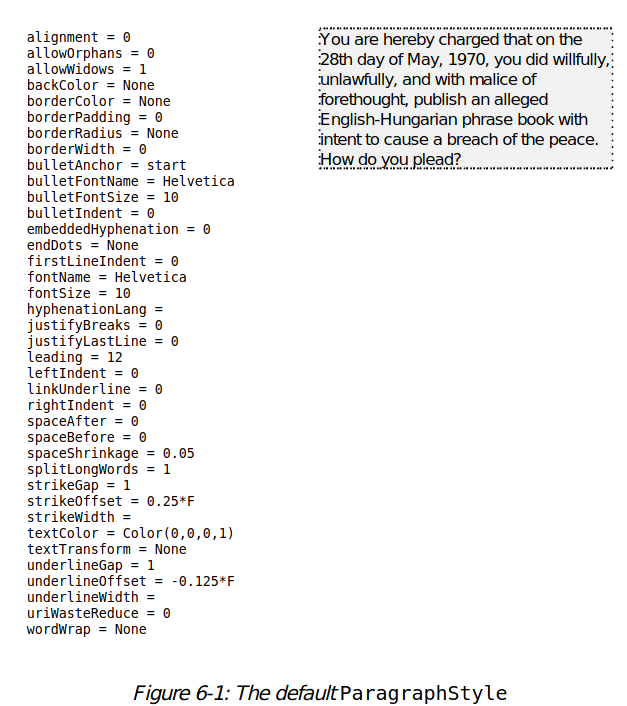 alignment = 0
allowOrphans = 0
allowWidows = 1
backColor = None
borderColor = None
borderPadding = 0
borderRadius = None
borderWidth = 0
bulletAnchor = start
bulletFontName = Helvetica
bulletFontSize = 10
bulletIndent = 0
embeddedHyphenation = 0
endDots = None
firstLineIndent = 0
fontName = Helvetica
fontSize = 10
hyphenationLang =
justifyBreaks = 0
justifyLastLine = 0
leading = 12
leftIndent = 0
linkUnderline = 0
rightIndent = 0
spaceAfter = 0
spaceBefore = 0
spaceShrinkage = 0.05
splitLongWords = 1
strikeGap = 1
strikeOffset = 0.25*F
strikeWidth =
textColor = Color(0,0,0,1)
textTransform = None
underlineGap = 1
underlineOffset = -0.125*F
underlineWidth =
uriWasteReduce = 0
wordWrap = None
You are hereby charged that on the
28th day of May, 1970, you did willfully,
unlawfully, and with malice of
forethought, publish an alleged
English-Hungarian phrase book with
intent to cause a breach of the peace.
How do you plead?
Figure 6-1: The default ParagraphStyle